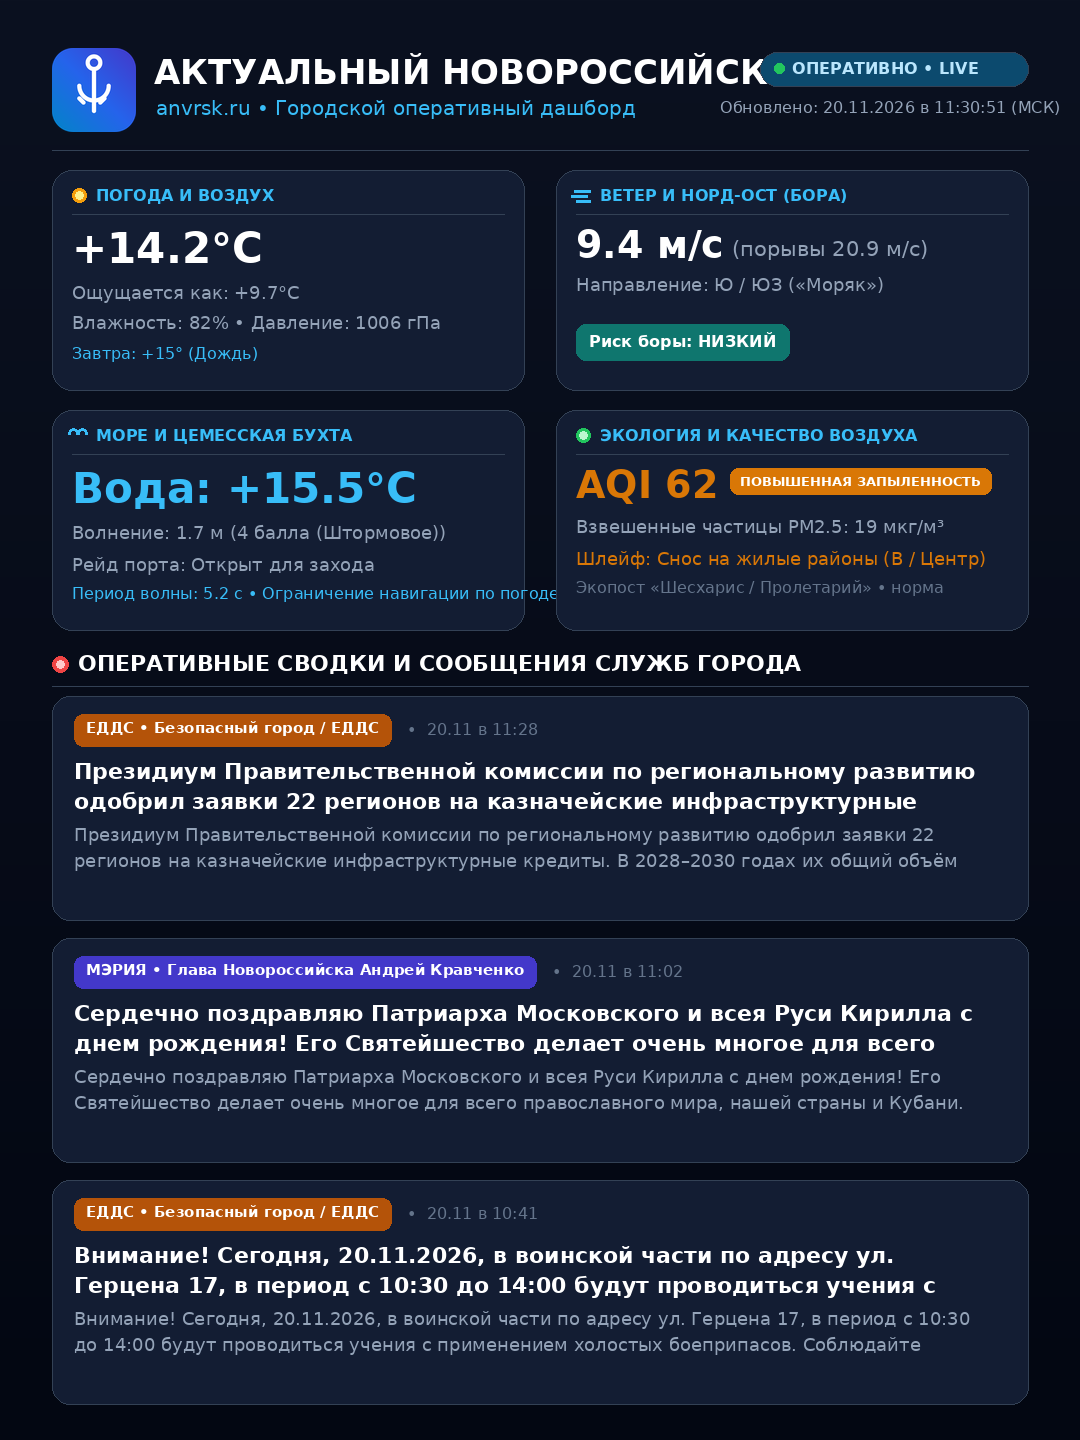 АКТУАЛЬНЫЙ НОВОРОССИЙСК
ОПЕРАТИВНО • LIVE
anvrsk.ru • Городской оперативный дашборд
Обновлено: 20.11.2026 в 11:30:51 (МСК)
ПОГОДА И ВОЗДУХ
+14.2°C
Ощущается как: +9.7°C
Влажность: 82% • Давление: 1006 гПа
Завтра: +15° (Дождь)
ВЕТЕР И НОРД-ОСТ (БОРА)
9.4 м/с (порывы 20.9 м/с)
Направление: Ю / ЮЗ («Моряк»)
Риск боры: НИЗКИЙ
МОРЕ И ЦЕМЕССКАЯ БУХТА
Вода: +15.5°C
Волнение: 1.7 м (4 балла (Штормовое))
Рейд порта: Открыт для захода
Период волны: 5.2 с • Ограничение навигации по погоде
ЭКОЛОГИЯ И КАЧЕСТВО ВОЗДУХА
AQI 62 ПОВЫШЕННАЯ ЗАПЫЛЕННОСТЬ
Взвешенные частицы PM2.5: 19 мкг/м³
Шлейф: Снос на жилые районы (В / Центр)
Экопост «Шесхарис / Пролетарий» • норма
ОПЕРАТИВНЫЕ СВОДКИ И СООБЩЕНИЯ СЛУЖБ ГОРОДА
ЕДДС • Безопасный город / ЕДДС • 20.11 в 11:28
Президиум Правительственной комиссии по региональному развитию
одобрил заявки 22 регионов на казначейские инфраструктурные
Президиум Правительственной комиссии по региональному развитию одобрил заявки 22
регионов на казначейские инфраструктурные кредиты. В 2028–2030 годах их общий объём
МЭРИЯ • Глава Новороссийска Андрей Кравченко • 20.11 в 11:02
Сердечно поздравляю Патриарха Московского и всея Руси Кирилла с
днем рождения! Его Святейшество делает очень многое для всего
Сердечно поздравляю Патриарха Московского и всея Руси Кирилла с днем рождения! Его
Святейшество делает очень многое для всего православного мира, нашей страны и Кубани.
ЕДДС • Безопасный город / ЕДДС • 20.11 в 10:41
Внимание! Сегодня, 20.11.2026, в воинской части по адресу ул.
Герцена 17, в период с 10:30 до 14:00 будут проводиться учения с
Внимание! Сегодня, 20.11.2026, в воинской части по адресу ул. Герцена 17, в период с 10:30
до 14:00 будут проводиться учения с применением холостых боеприпасов. Соблюдайте